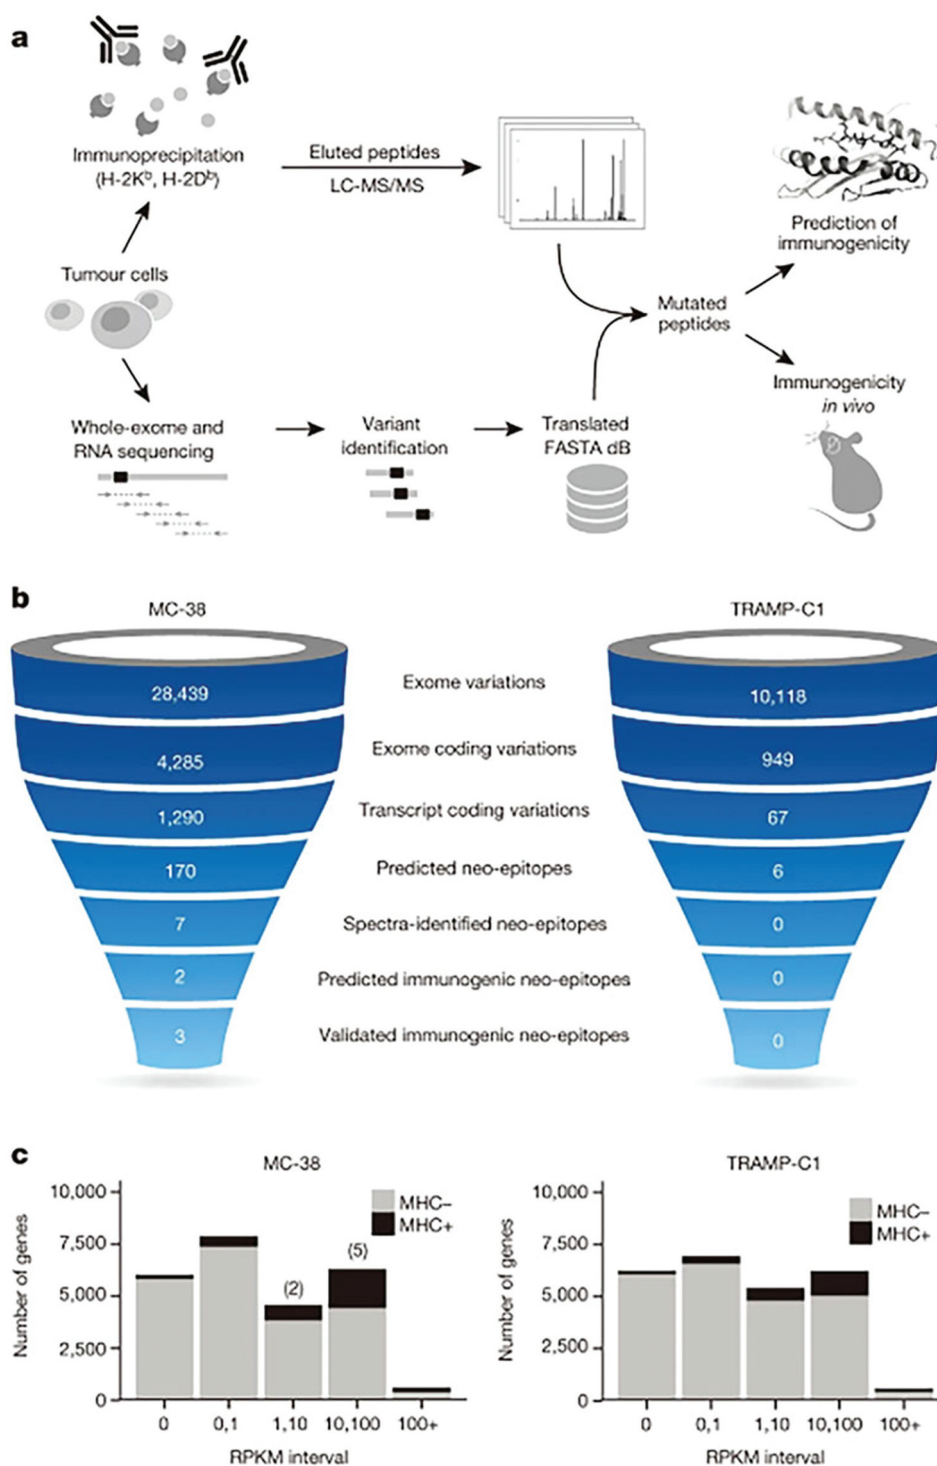 a
Immunoprecipitation
(H-2Kᵇ, H-2Dᵇ)
Eluted peptides
LC-MS/MS
Prediction of
immunogenicity
Tumour cells
Mutated
peptides
Immunogenicity
in vivo
Whole-exome and
RNA sequencing
Variant
identification
Translated
FASTA dB
b
MC-38
TRAMP-C1
28,439
Exome variations
10,118
4,285
Exome coding variations
949
1,290
Transcript coding variations
67
170
Predicted neo-epitopes
6
7
Spectra-identified neo-epitopes
0
2
Predicted immunogenic neo-epitopes
0
3
Validated immunogenic neo-epitopes
0
c
MC-38
Number of genes
10,000
7,500
5,000
2,500
0
MHC–
MHC+
(2)
(5)
0
0,1
1,10
10,100
100+
RPKM interval
TRAMP-C1
Number of genes
10,000
7,500
5,000
2,500
0
MHC–
MHC+
0
0,1
1,10
10,100
100+
RPKM interval